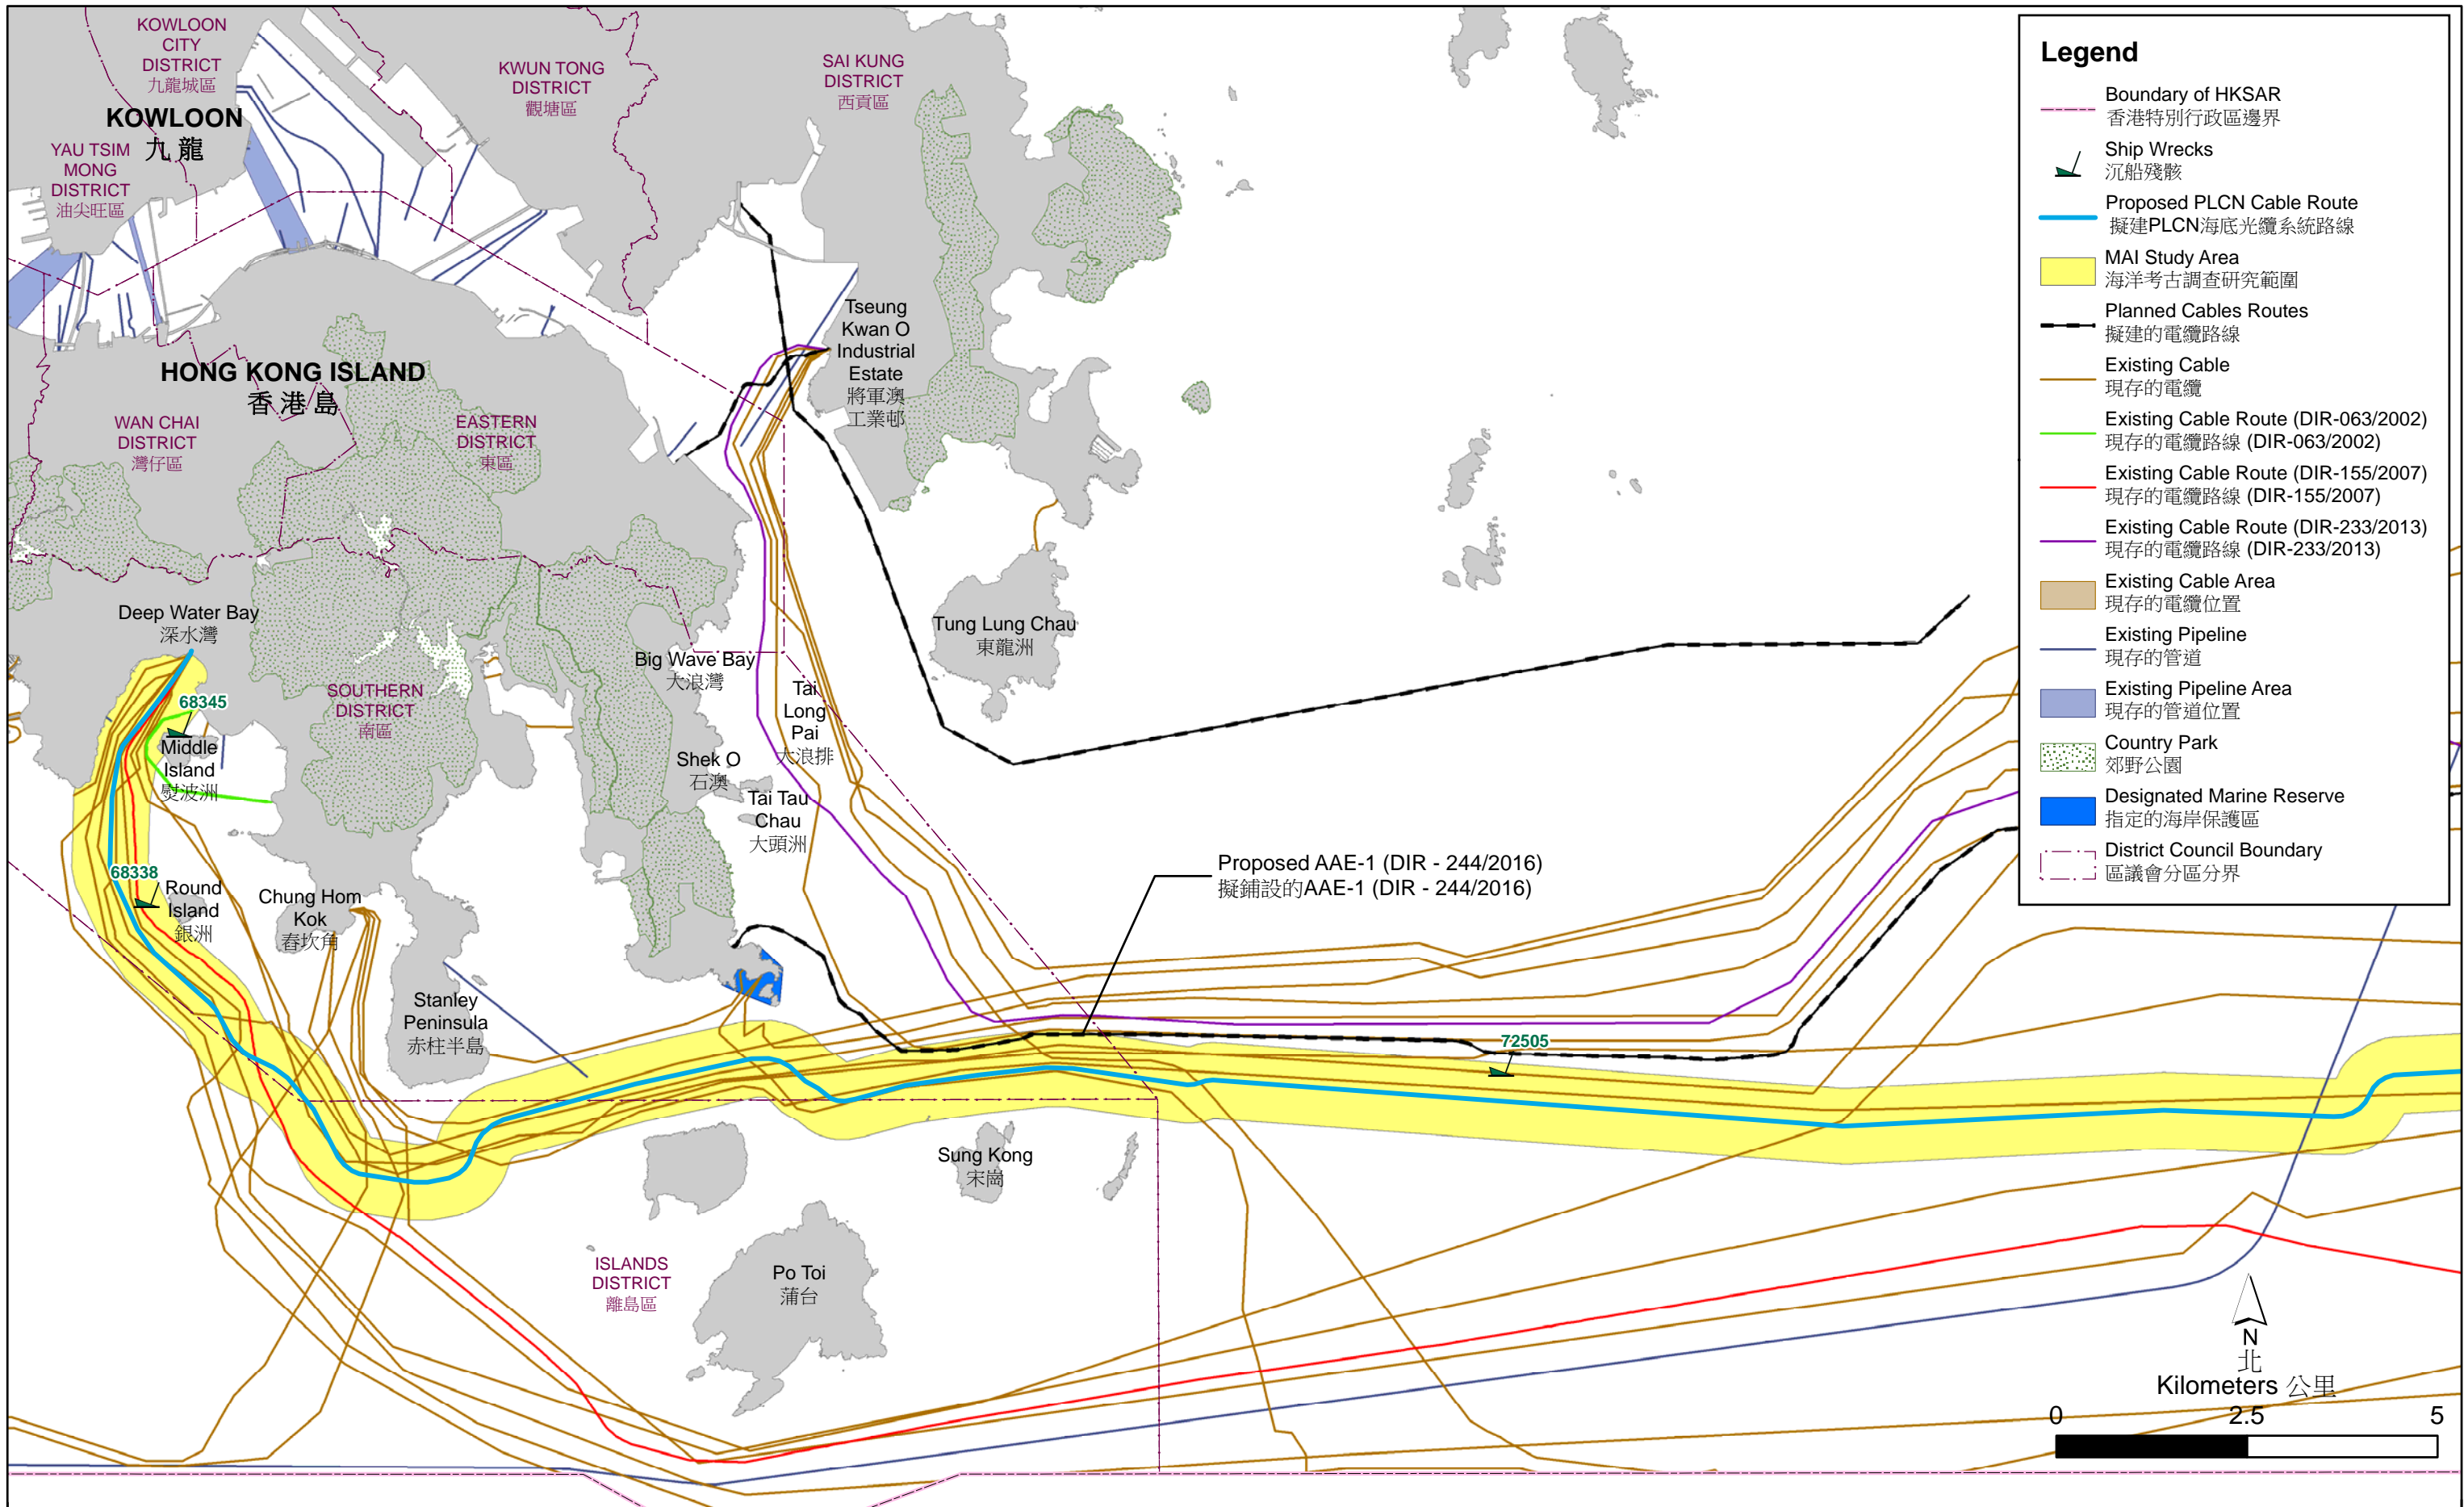 KOWLOON
CITY
DISTRICT
九龍城區
KOWLOON
九 龍
YAU TSIM
MONG
DISTRICT
油尖旺區
KWUN TONG
DISTRICT
觀塘區
SAI KUNG
DISTRICT
西貢區
HONG KONG ISLAND
香 港 島
WAN CHAI
DISTRICT
灣仔區
EASTERN
DISTRICT
東區
Tseung
Kwan O
Industrial
Estate
將軍澳
工業邨
Deep Water Bay
深水灣
68345
Middle
Island
熨波洲
SOUTHERN
DISTRICT
南區
Big Wave Bay
大浪灣
Tai
Long
Pai
大浪排
Tung Lung Chau
東龍洲
Shek O
石澳
Tai Tau
Chau
大頭洲
68338
Round
Island
銀洲
Chung Hom
Kok
舂坎角
Stanley
Peninsula
赤柱半島
Proposed AAE-1 (DIR - 244/2016)
擬鋪設的AAE-1 (DIR - 244/2016)
72505
Sung Kong
宋崗
ISLANDS
DISTRICT
離島區
Po Toi
蒲台
Legend
Boundary of HKSAR
香港特別行政區邊界
Ship Wrecks
沉船殘骸
Proposed PLCN Cable Route
擬建PLCN海底光纜系統路線
MAI Study Area
海洋考古調查研究範圍
Planned Cables Routes
擬建的電纜路線
Existing Cable
現存的電纜
Existing Cable Route (DIR-063/2002)
現存的電纜路線 (DIR-063/2002)
Existing Cable Route (DIR-155/2007)
現存的電纜路線 (DIR-155/2007)
Existing Cable Route (DIR-233/2013)
現存的電纜路線 (DIR-233/2013)
Existing Cable Area
現存的電纜位置
Existing Pipeline
現存的管道
Existing Pipeline Area
現存的管道位置
Country Park
郊野公園
Designated Marine Reserve
指定的海岸保護區
District Council Boundary
區議會分區分界
N
北
Kilometers 公里
0 2.5 5